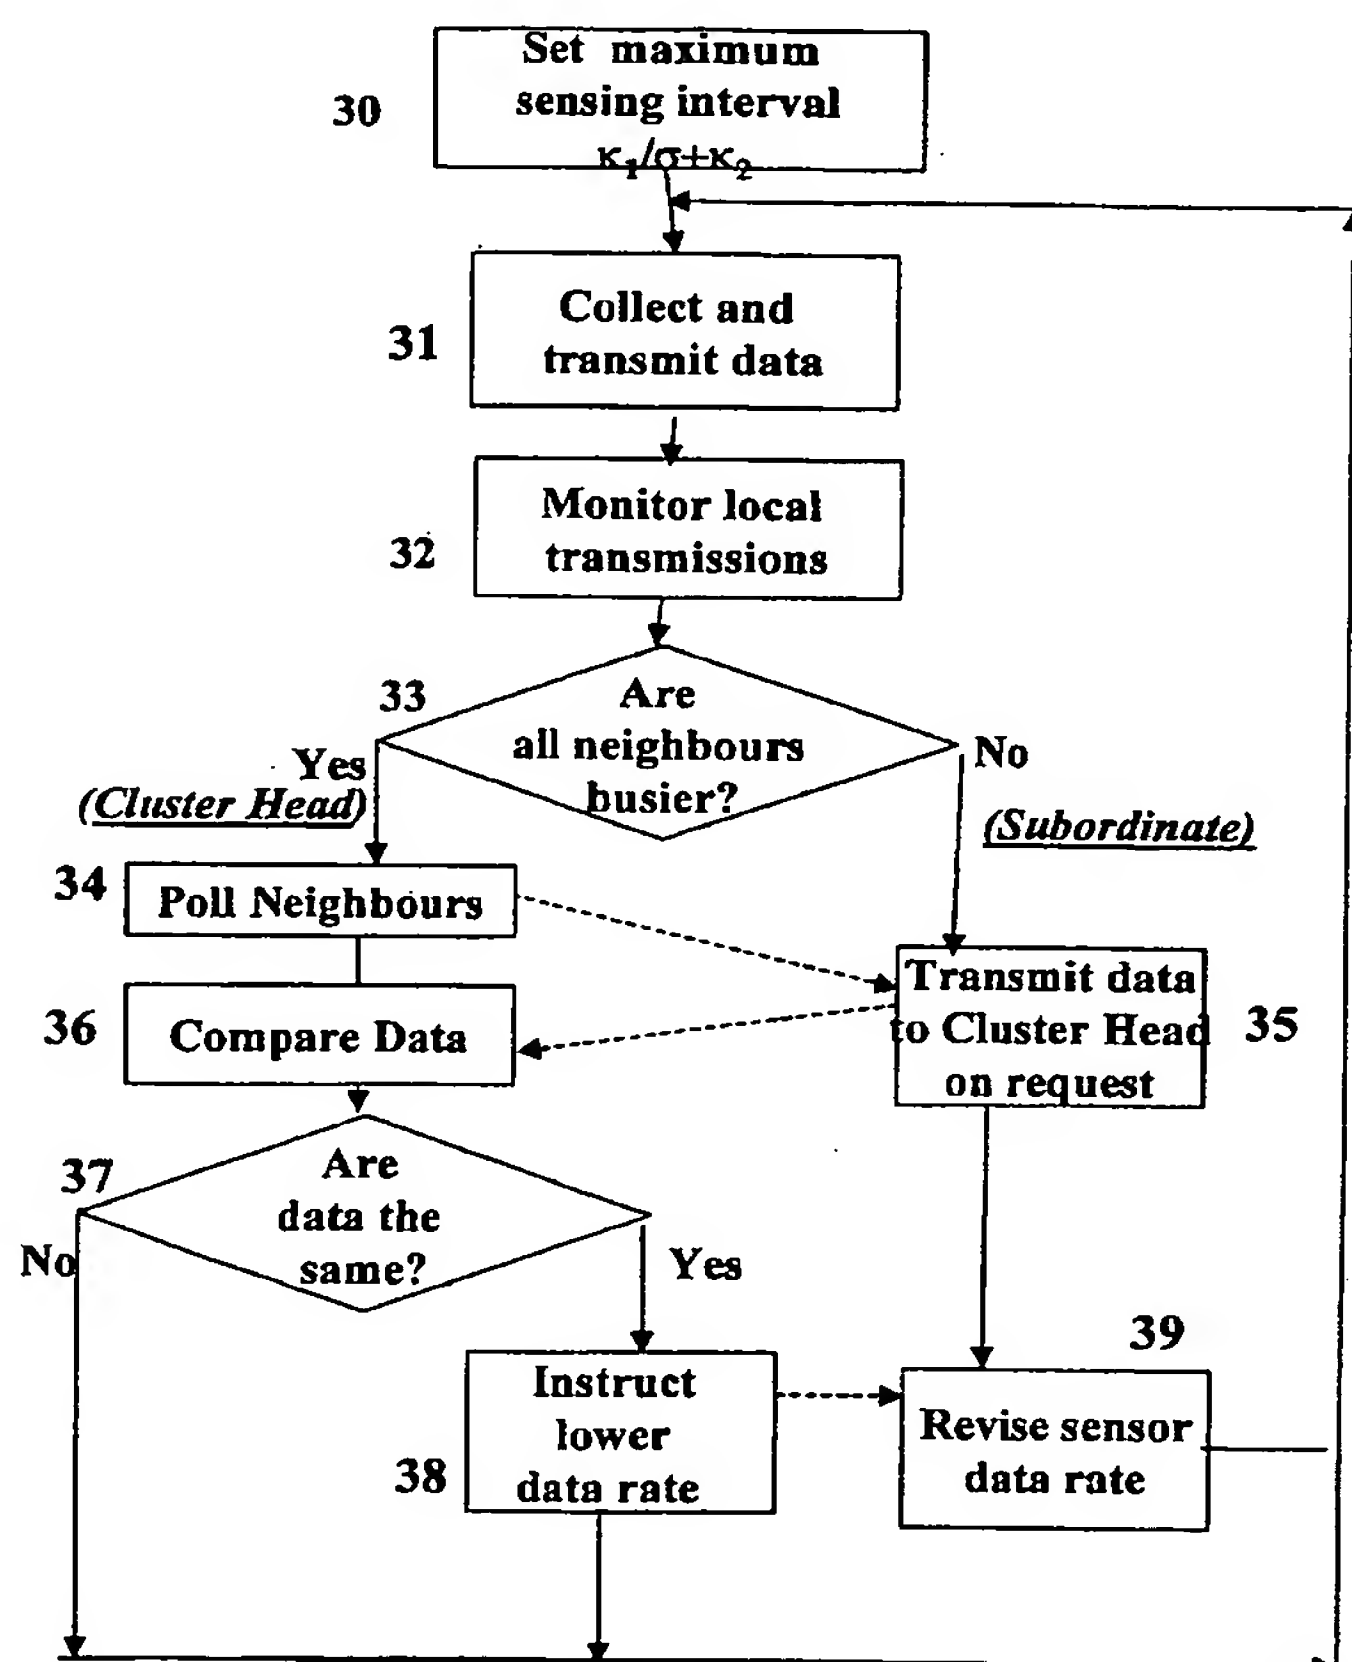 Set maximum
sensing interval
κ₁/σ+κ₂
30
Collect and
transmit data
31
Monitor local
transmissions
32
33
Are
all neighbours
busier?
Yes
(Cluster Head)
No
(Subordinate)
34
Poll Neighbours
Transmit data
to Cluster Head
on request
35
36
Compare Data
37
Are
data the
same?
No
Yes
39
Instruct
lower
data rate
38
Revise sensor
data rate